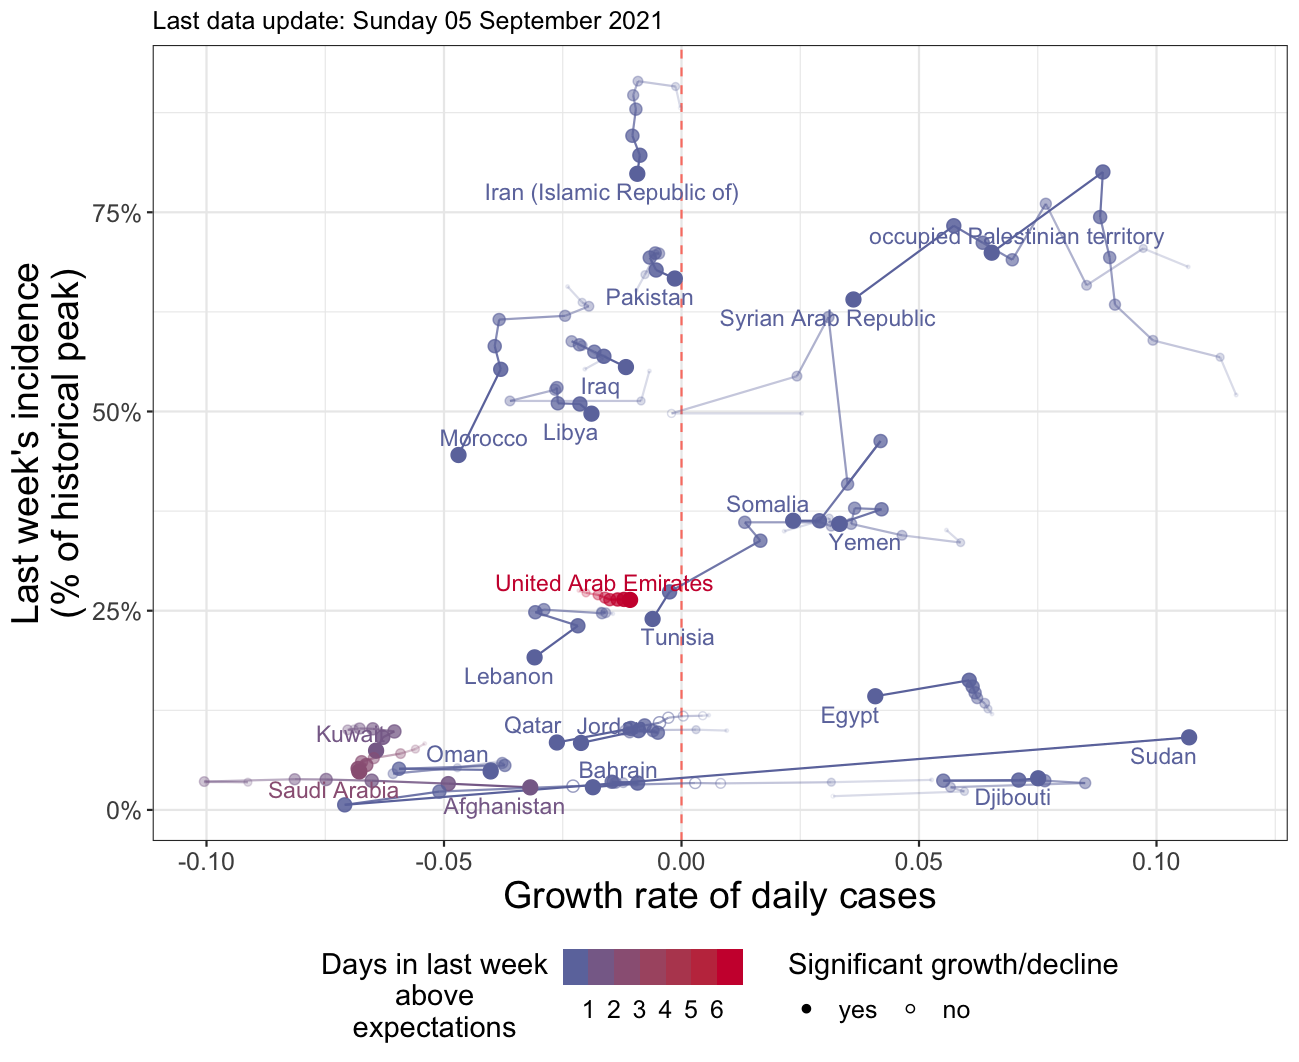 Last data update: Sunday 05 September 2021
Last week's incidence
(% of historical peak)
75%
50%
25%
0%
Iran (Islamic Republic of)
occupied Palestinian territory
Pakistan
Syrian Arab Republic
Iraq
Libya
Morocco
Somalia
Yemen
United Arab Emirates
Tunisia
Lebanon
Egypt
Qatar
Kuwait
Oman
Sudan
Bahrain
Saudi Arabia
Djibouti
Afghanistan
-0.10
-0.05
0.00
0.05
0.10
Growth rate of daily cases
Days in last week
above
expectations
1 2 3 4 5 6
Significant growth/decline
yes
no